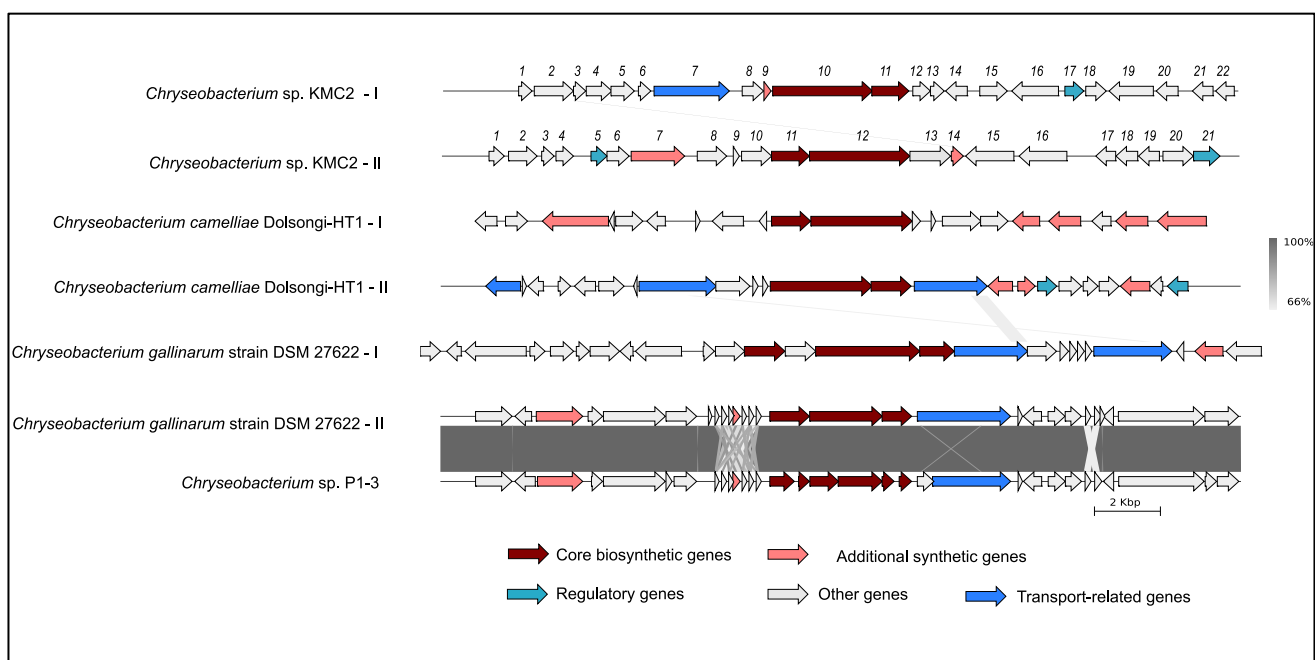 1 2 3 4 5 6 7 8 9 10 11 12 13 14 15 16 17 18 19 20 21 22
Chryseobacterium sp. KMC2 - I
1 2 3 4 5 6 7 8 9 10 11 12 13 14 15 16 17 18 19 20 21
Chryseobacterium sp. KMC2 - II
Chryseobacterium camelliae Dolsongi-HT1 - I
100%
Chryseobacterium camelliae Dolsongi-HT1 - II
66%
Chryseobacterium gallinarum strain DSM 27622 - I
Chryseobacterium gallinarum strain DSM 27622 - II
Chryseobacterium sp. P1-3
2 Kbp
Core biosynthetic genes
Additional synthetic genes
Regulatory genes
Other genes
Transport-related genes